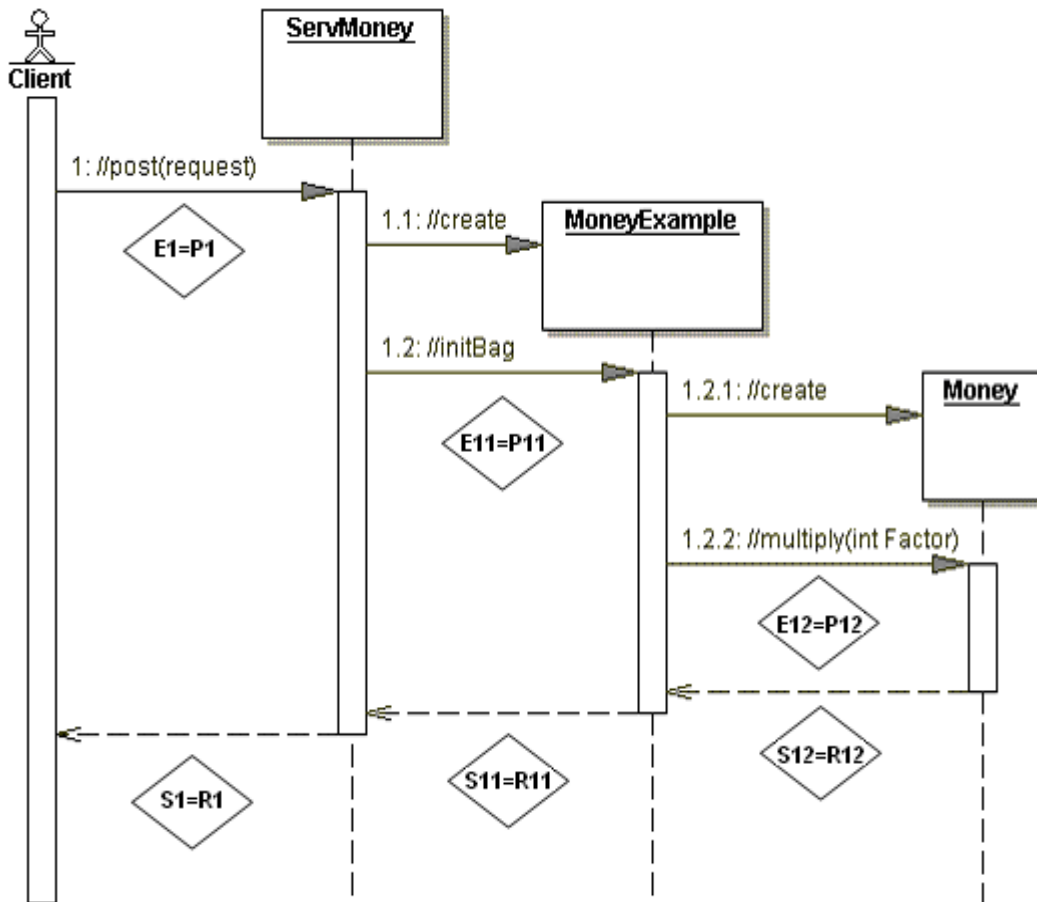 ServMoney
Client
1: //post(request)
E1=P1
1.1: //create
MoneyExample
1.2: //initBag
E11=P11
1.2.1: //create
Money
1.2.2: //multiply(int Factor)
E12=P12
S12=R12
S11=R11
S1=R1